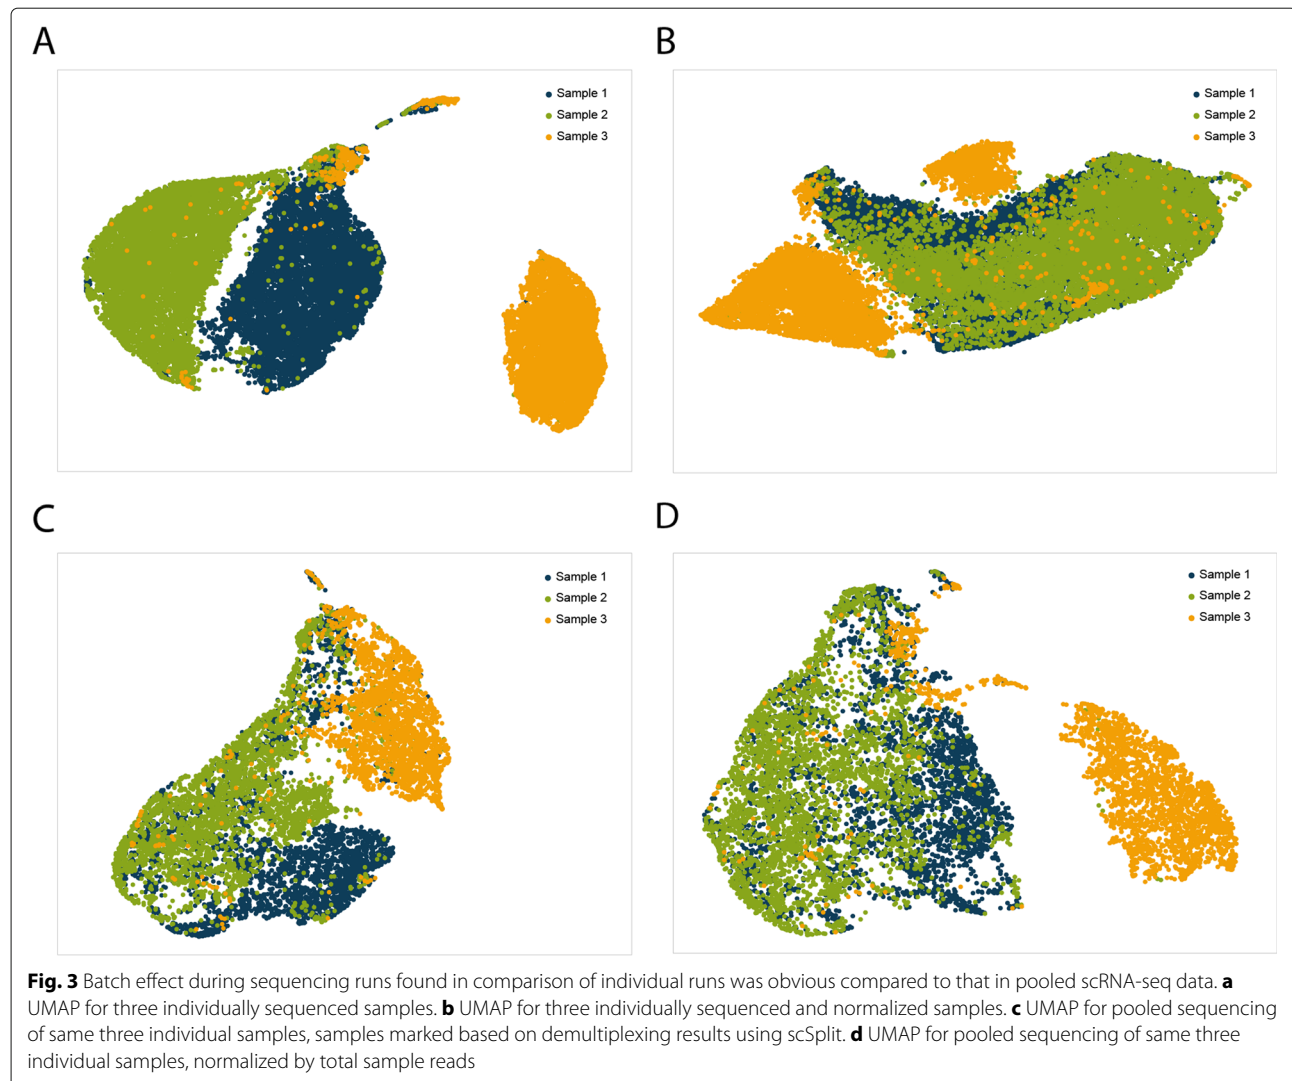 A
Sample 1
Sample 2
Sample 3
B
Sample 1
Sample 2
Sample 3
C
Sample 1
Sample 2
Sample 3
D
Sample 1
Sample 2
Sample 3
Fig. 3 Batch effect during sequencing runs found in comparison of individual runs was obvious compared to that in pooled scRNA-seq data. a
UMAP for three individually sequenced samples. b UMAP for three individually sequenced and normalized samples. c UMAP for pooled sequencing
of same three individual samples, samples marked based on demultiplexing results using scSplit. d UMAP for pooled sequencing of same three
individual samples, normalized by total sample reads